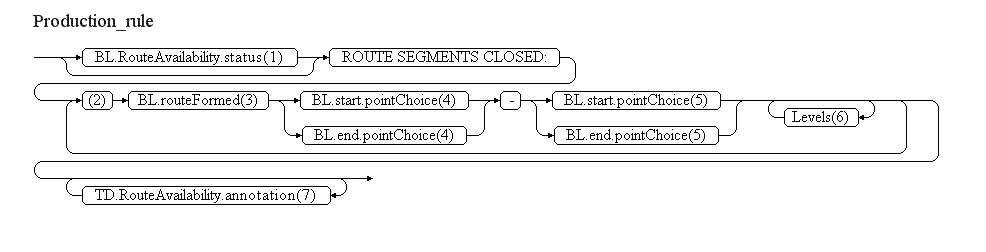 Production_rule
BL.RouteAvailability.status(1) ROUTE SEGMENTS CLOSED:
(2) BL.routeFormed(3) BL.start.pointChoice(4) - BL.start.pointChoice(5)
Levels(6)
BL.end.pointChoice(4) BL.end.pointChoice(5)
TD.RouteAvailability.annotation(7)